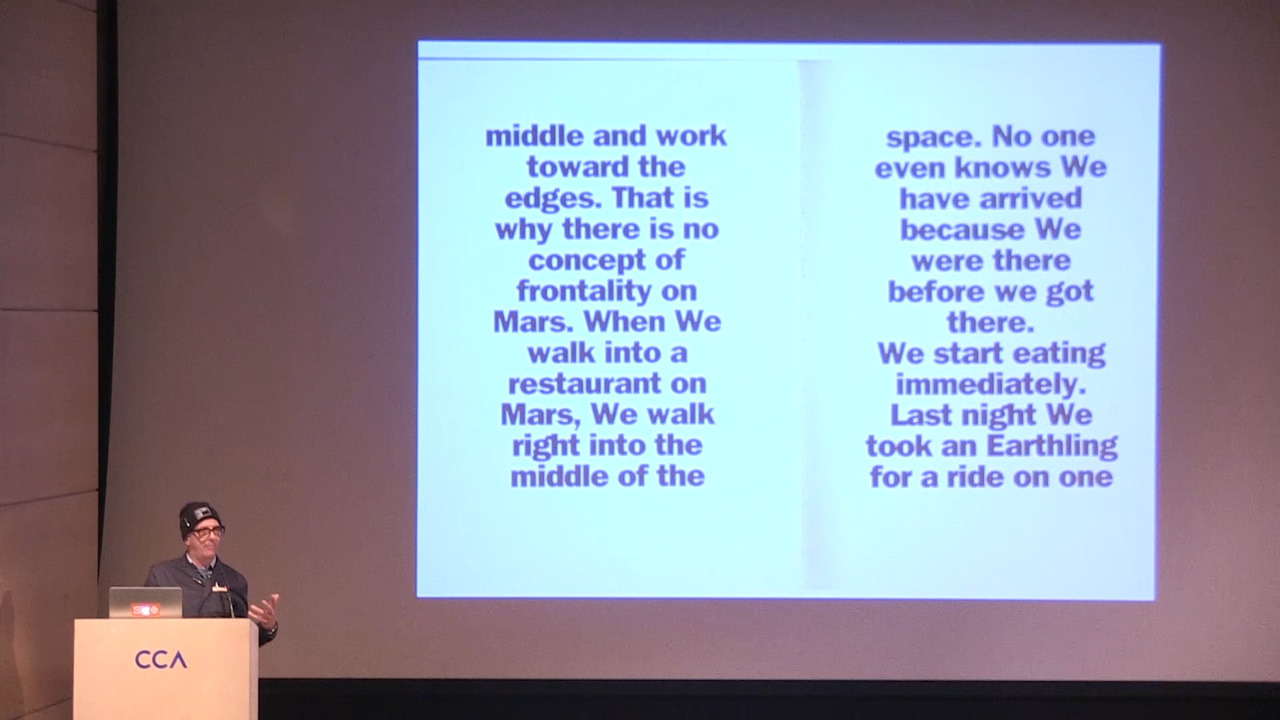 middle and work
toward the
edges. That is
why there is no
concept of
frontality on
Mars. When We
walk into a
restaurant on
Mars, We walk
right into the
middle of the
space. No one
even knows We
have arrived
because We
were there
before we got
there.
We start eating
immediately.
Last night We
took an Earthling
for a ride on one
CCA